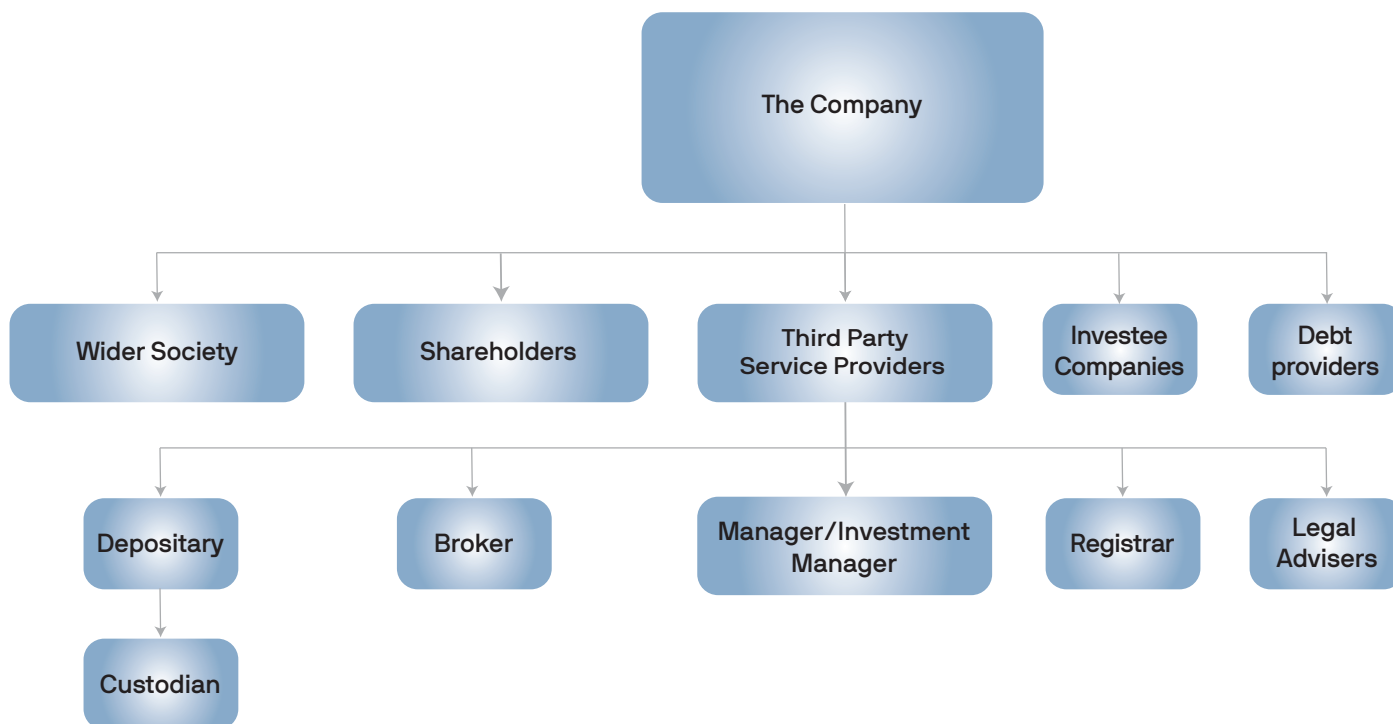 The Company
Wider Society
Shareholders
Third Party
Service Providers
Investee
Companies
Debt
providers
Depositary
Broker
Manager/Investment
Manager
Registrar
Legal
Advisers
Custodian